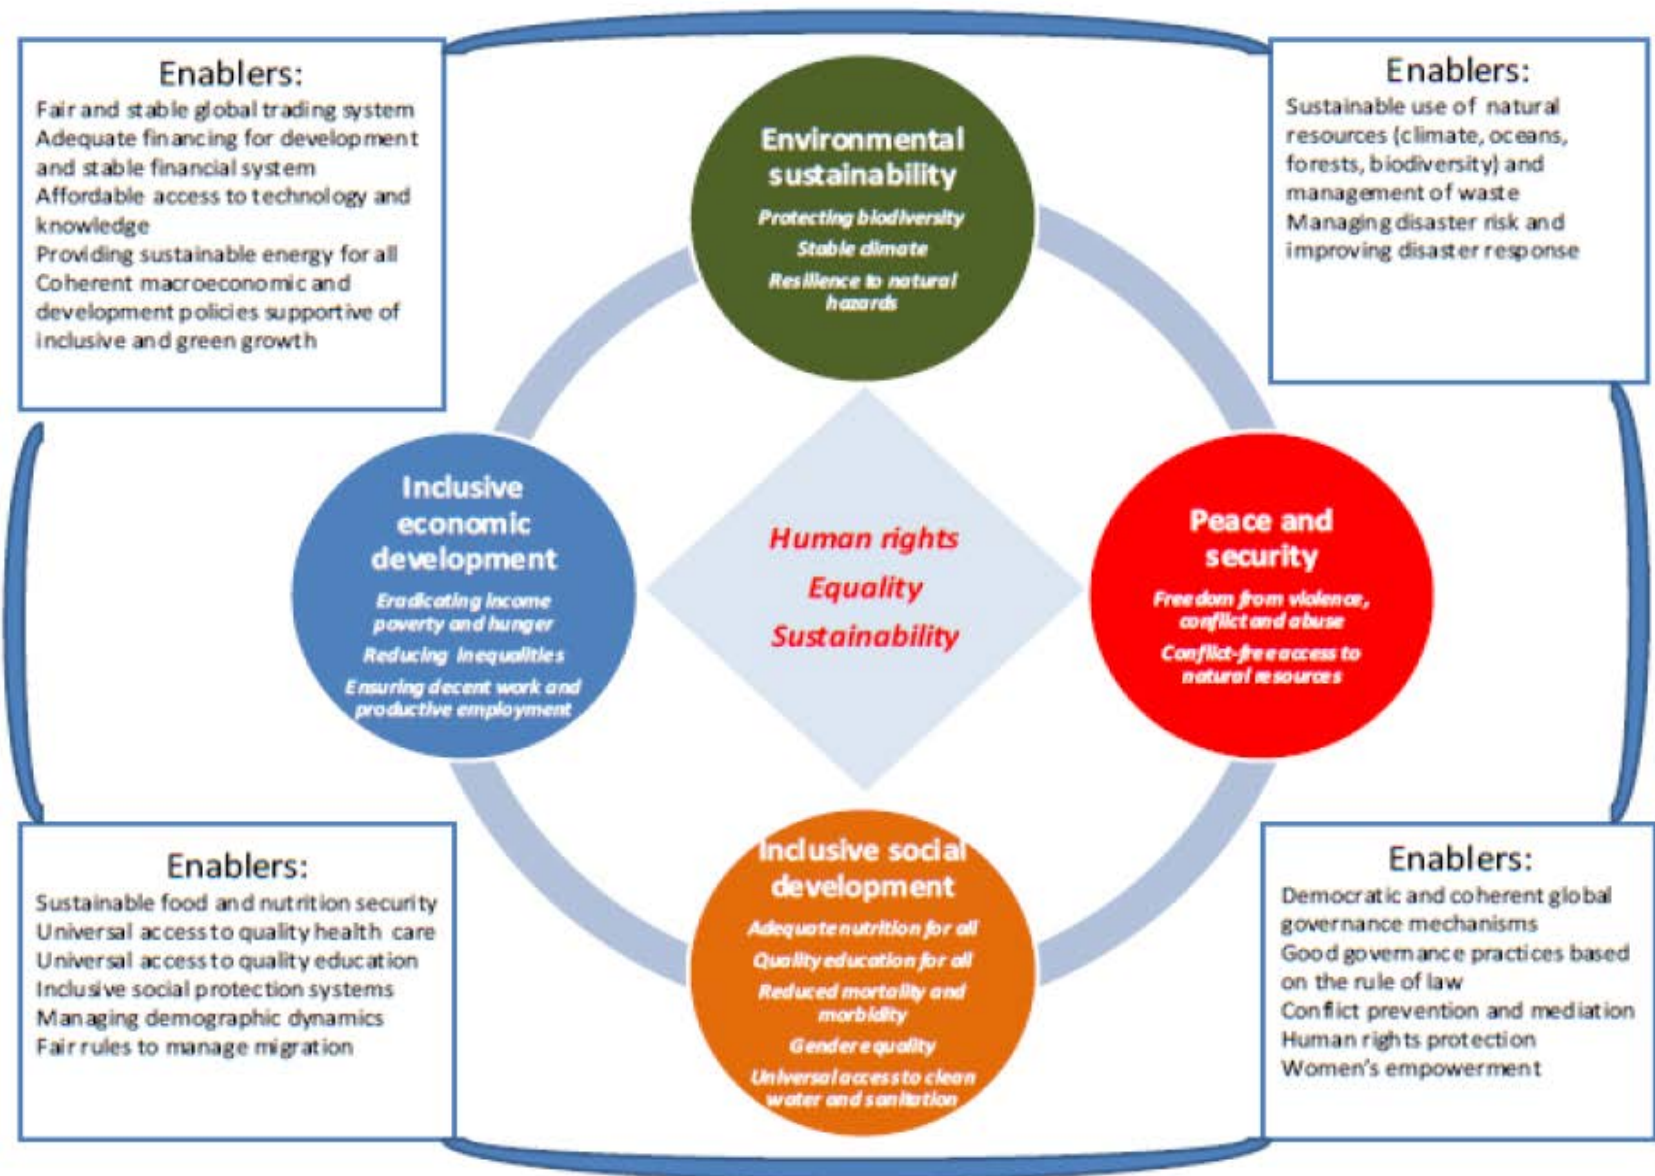 Enablers:
Fair and stable global trading system
Adequate financing for development
and stable financial system
Affordable access to technology and
knowledge
Providing sustainable energy for all
Coherent macroeconomic and
development policies supportive of
inclusive and green growth
Enablers:
Sustainable use of natural
resources (climate, oceans,
forests, biodiversity) and
management of waste
Managing disaster risk and
improving disaster response
Environmental
sustainability
Protecting biodiversity
Stable climate
Resilience to natural
hazards
Inclusive
economic
development
Eradicating income
poverty and hunger
Reducing inequalities
Ensuring decent work and
productive employment
Human rights
Equality
Sustainability
Peace and
security
Freedom from violence,
conflict and abuse
Conflict-free access to
natural resources
Inclusive social
development
Adequate nutrition for all
Quality education for all
Reduced mortality and
morbidity
Gender equality
Universal access to clean
water and sanitation
Enablers:
Sustainable food and nutrition security
Universal access to quality health care
Universal access to quality education
Inclusive social protection systems
Managing demographic dynamics
Fair rules to manage migration
Enablers:
Democratic and coherent global
governance mechanisms
Good governance practices based
on the rule of law
Conflict prevention and mediation
Human rights protection
Women's empowerment